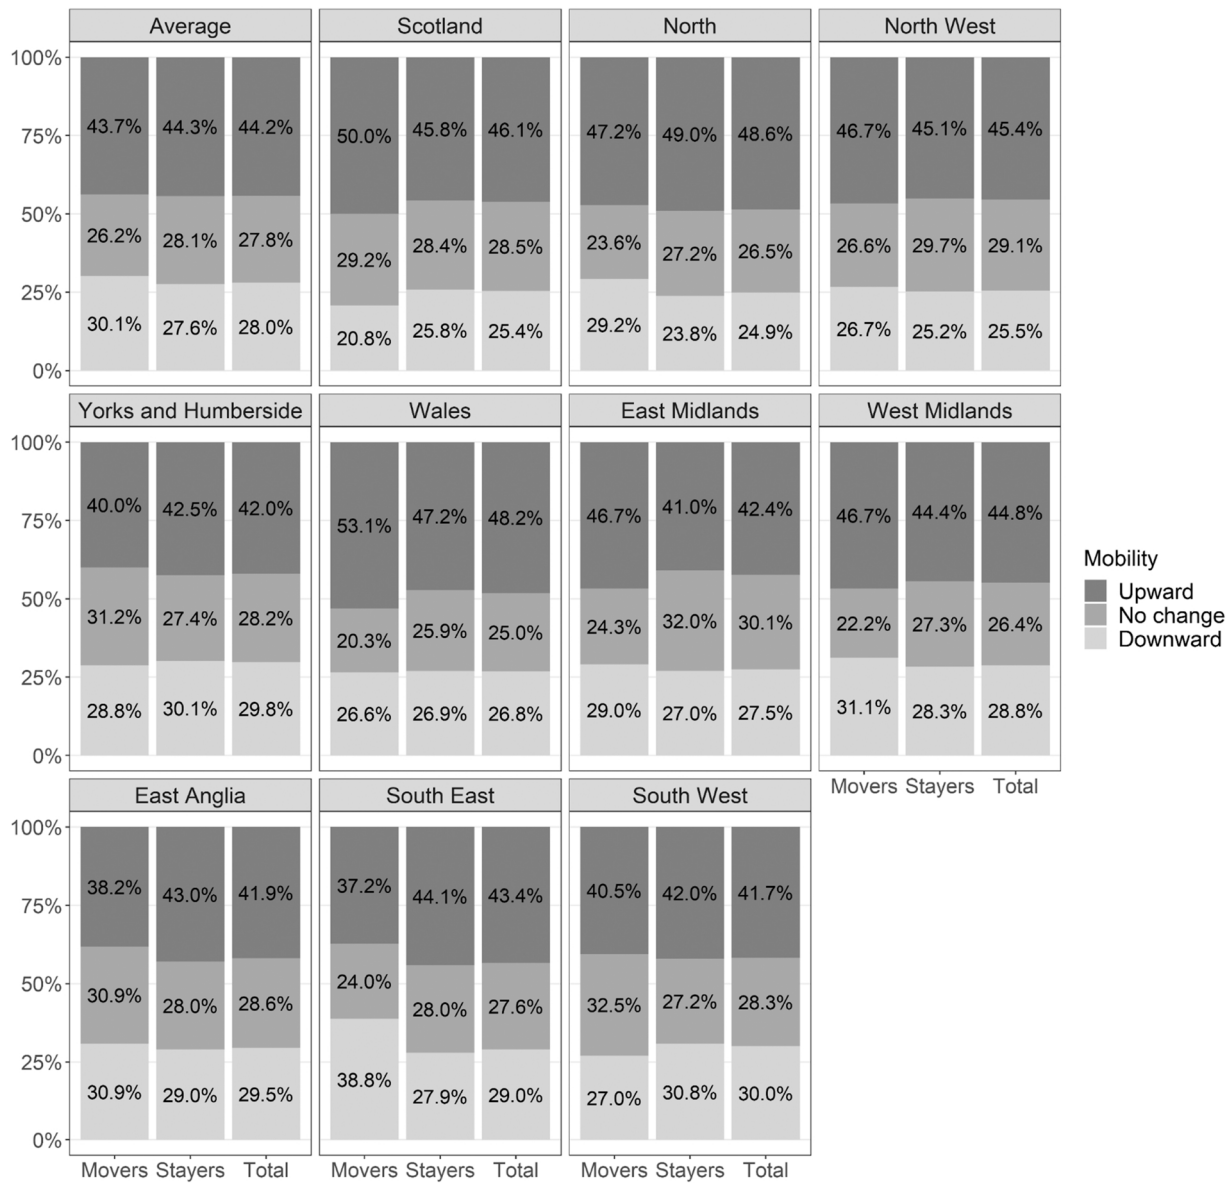 Average Scotland North North West
100%
75%
50%
25%
0%
43.7% 44.3% 44.2% 50.0% 45.8% 46.1% 47.2% 49.0% 48.6% 46.7% 45.1% 45.4%
26.2% 28.1% 27.8% 29.2% 28.4% 28.5% 23.6% 27.2% 26.5% 26.6% 29.7% 29.1%
30.1% 27.6% 28.0% 20.8% 25.8% 25.4% 29.2% 23.8% 24.9% 26.7% 25.2% 25.5%
Yorks and Humberside Wales East Midlands West Midlands
100%
75%
50%
25%
0%
40.0% 42.5% 42.0% 53.1% 47.2% 48.2% 46.7% 41.0% 42.4% 46.7% 44.4% 44.8%
31.2% 27.4% 28.2% 20.3% 25.9% 25.0% 24.3% 32.0% 30.1% 22.2% 27.3% 26.4%
28.8% 30.1% 29.8% 26.6% 26.9% 26.8% 29.0% 27.0% 27.5% 31.1% 28.3% 28.8%
Movers Stayers Total
East Anglia South East South West
100%
75%
50%
25%
0%
38.2% 43.0% 41.9% 37.2% 44.1% 43.4% 40.5% 42.0% 41.7%
30.9% 28.0% 28.6% 24.0% 28.0% 27.6% 32.5% 27.2% 28.3%
30.9% 29.0% 29.5% 38.8% 27.9% 29.0% 27.0% 30.8% 30.0%
Movers Stayers Total Movers Stayers Total Movers Stayers Total
Mobility
Upward
No change
Downward